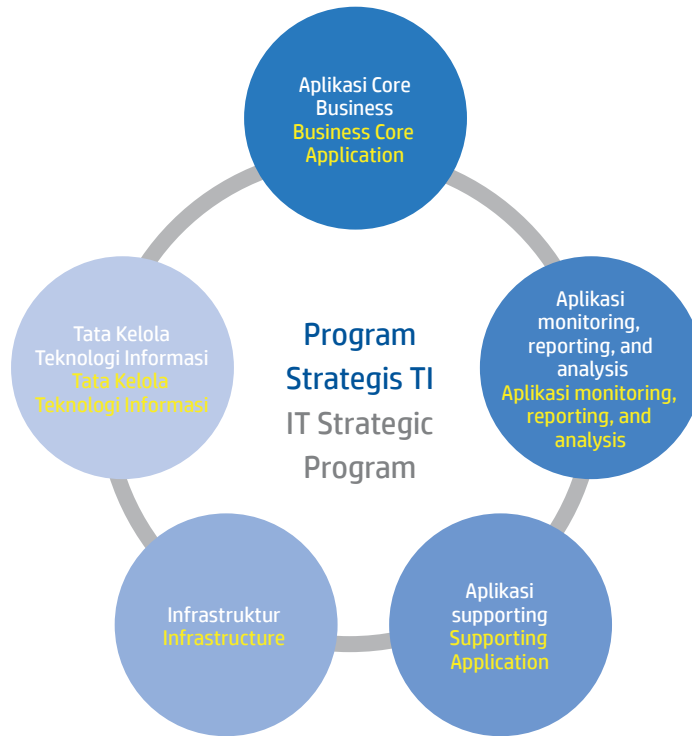 Aplikasi Core
Business
Business Core
Application
Aplikasi
monitoring,
reporting, and
analysis
Aplikasi monitoring,
reporting, and
analysis
Program
Strategis TI
IT Strategic
Program
Tata Kelola
Teknologi Informasi
Tata Kelola
Teknologi Informasi
Infrastruktur
Infrastructure
Aplikasi
supporting
Supporting
Application